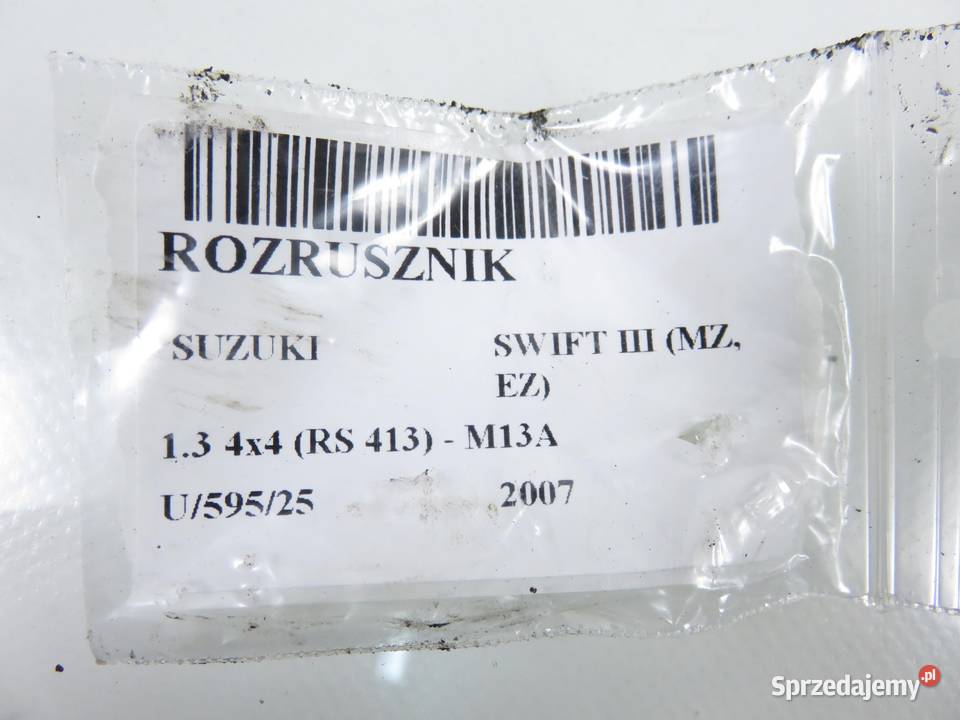 ROZRUSZNIK
SUZUKI SWIFT III (MZ,
EZ)
1.3 4x4 (RS 413) - M13A
U/595/25 2007
Sprzedajemy.pl